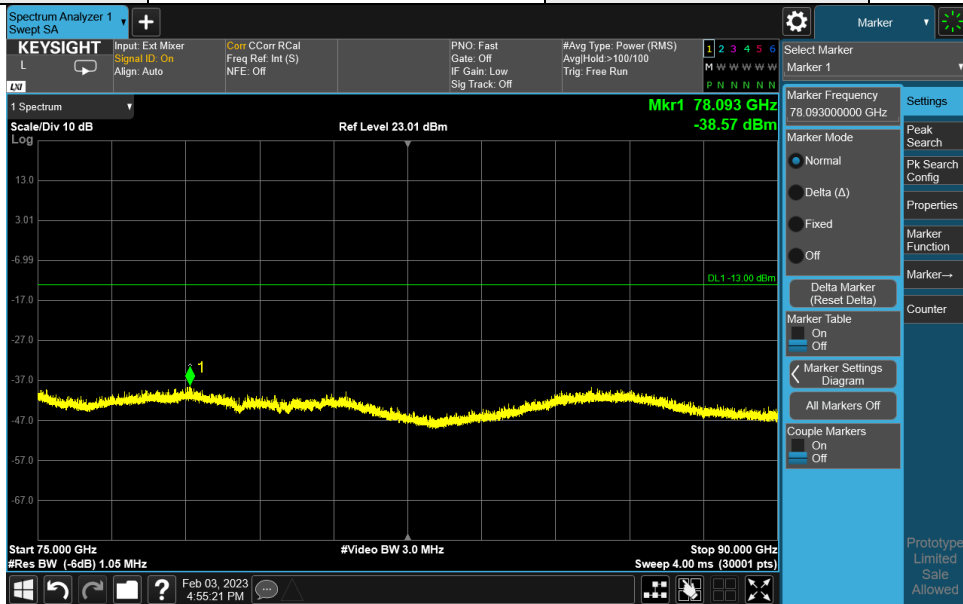 Spectrum Analyzer 1
Swept SA
Marker
KEYSIGHT
L
LXI
Input: Ext Mixer
Signal ID: On
Align: Auto
Corr CCorr RCal
Freq Ref: Int (S)
NFE: Off
PNO: Fast
Gate: Off
IF Gain: Low
Sig Track: Off
#Avg Type: Power (RMS)
Avg|Hold:>100/100
Trig: Free Run
1 2 3 4 5 6
M W W W W W
P N N N N N
Select Marker
Marker 1
1 Spectrum
Scale/Div 10 dB
Log
Ref Level 23.01 dBm
Mkr1 78.093 GHz
-38.57 dBm
13.0
3.01
-6.99
-17.0
-27.0
-37.0
-47.0
-57.0
-67.0
DL1 -13.00 dBm
1
Start 75.000 GHz
#Res BW (-6dB) 1.05 MHz
#Video BW 3.0 MHz
Stop 90.000 GHz
Sweep 4.00 ms (30001 pts)
Marker Frequency
78.093000000 GHz
Marker Mode
Normal
Delta (Δ)
Fixed
Off
Delta Marker
(Reset Delta)
Marker Table
On
Off
Marker Settings
Diagram
All Markers Off
Couple Markers
On
Off
Settings
Peak
Search
Pk Search
Config
Properties
Marker
Function
Marker→
Counter
Prototype
Limited
Sale
Allowed
?
Feb 03, 2023
4:55:21 PM